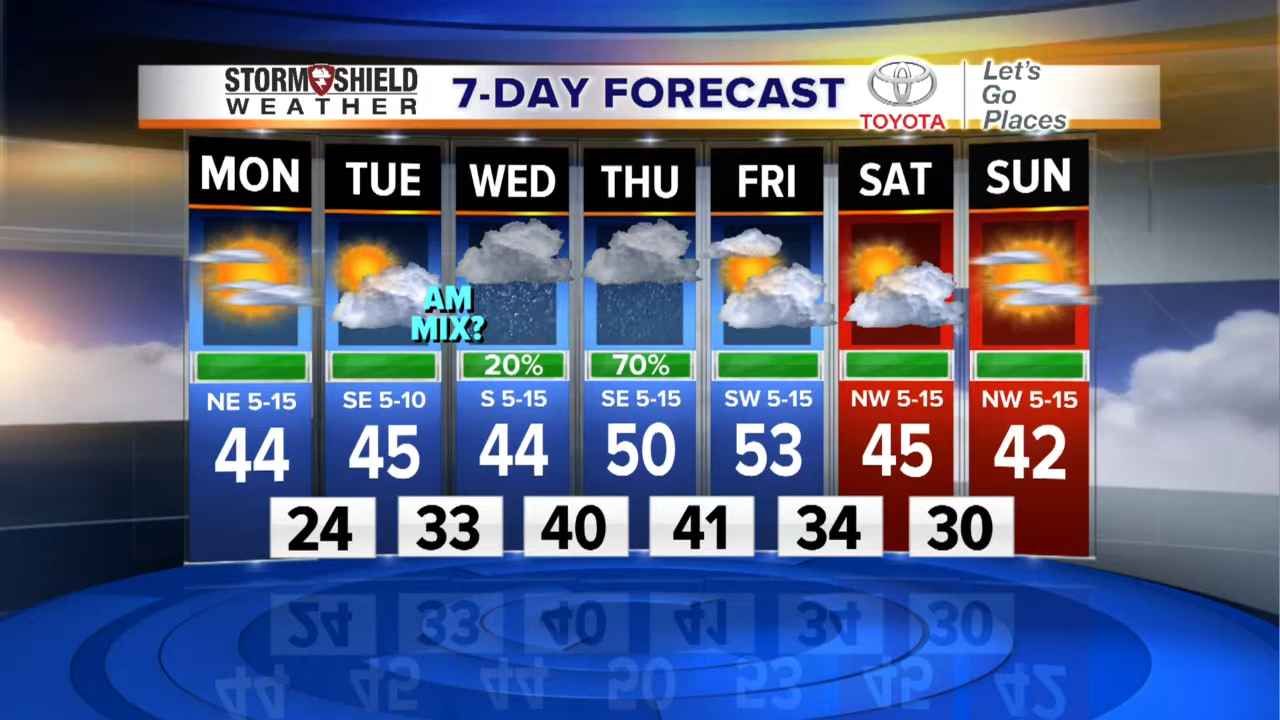 STORM SHIELD
WEATHER
7-DAY FORECAST
TOYOTA
Let's
Go
Places
MON TUE WED THU FRI SAT SUN
AM
MIX?
20% 70%
NE 5-15 SE 5-10 S 5-15 SE 5-15 SW 5-15 NW 5-15 NW 5-15
44 45 44 50 53 45 42
24 33 40 41 34 30